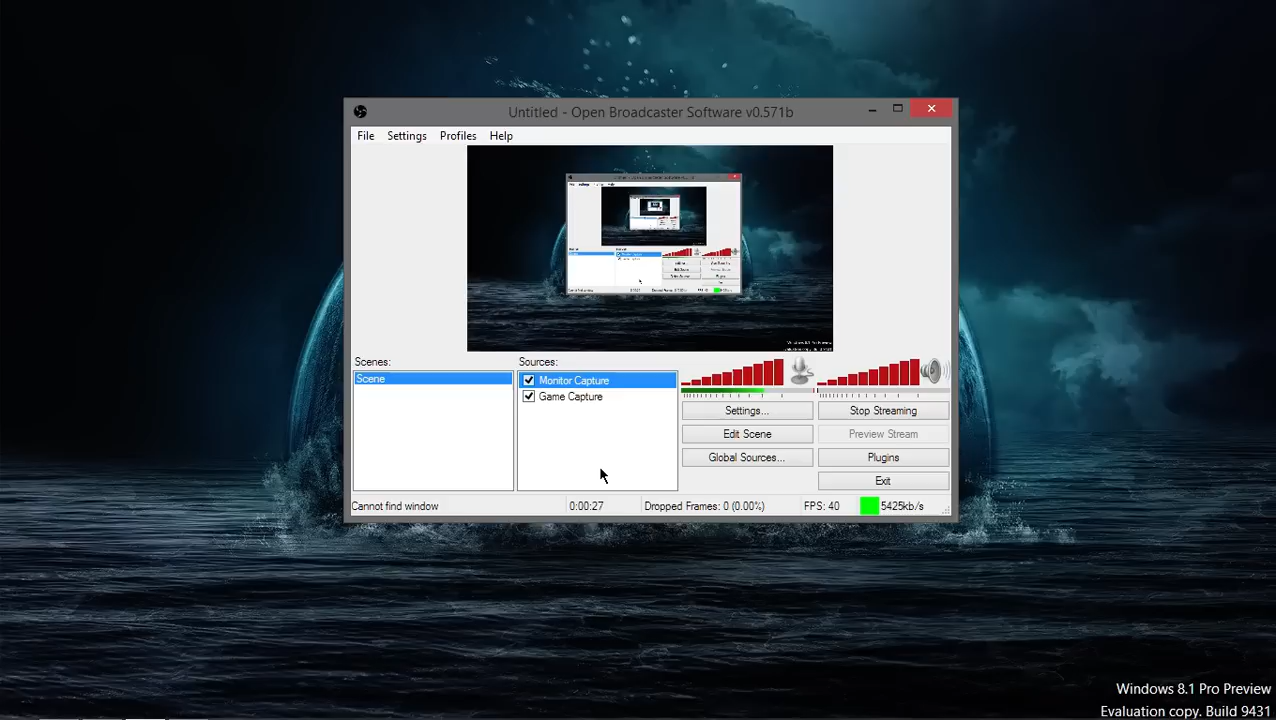 Untitled - Open Broadcaster Software v0.571b
File Settings Profiles Help
Scenes:
Sources:
Scene
Monitor Capture
Game Capture
Settings...
Stop Streaming
Edit Scene
Preview Stream
Global Sources...
Plugins
Exit
Cannot find window
0:00:27
Dropped Frames: 0 (0.00%)
FPS: 40
5425kb/s
Windows 8.1 Pro Preview
Evaluation copy. Build 9431